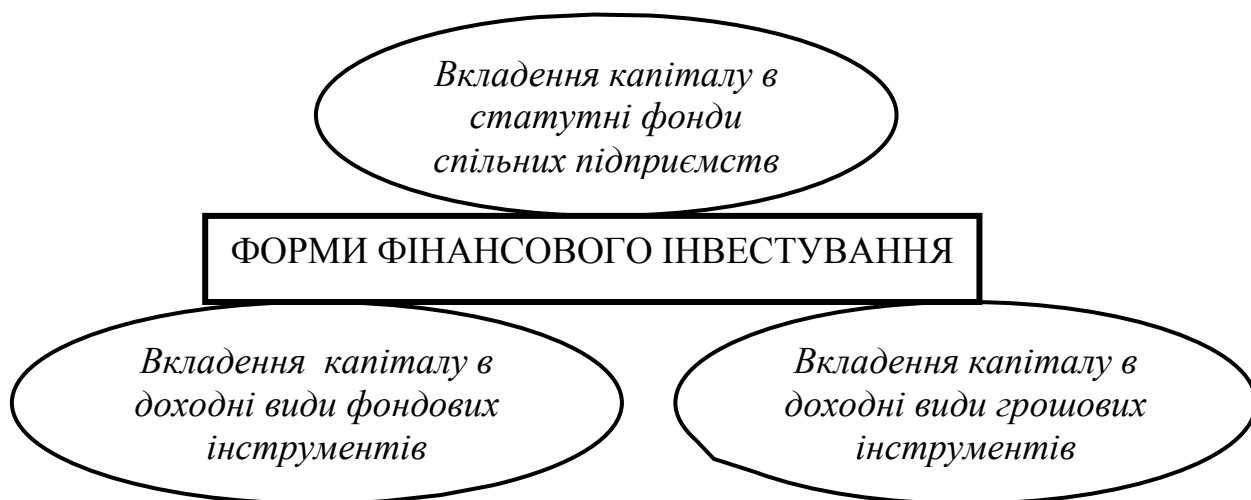 Вкладення капіталу в
статутні фонди
спільних підприємств
ФОРМИ ФІНАНСОВОГО ІНВЕСТУВАННЯ
Вкладення капіталу в
доходні види фондових
інструментів
Вкладення капіталу в
доходні види грошових
інструментів